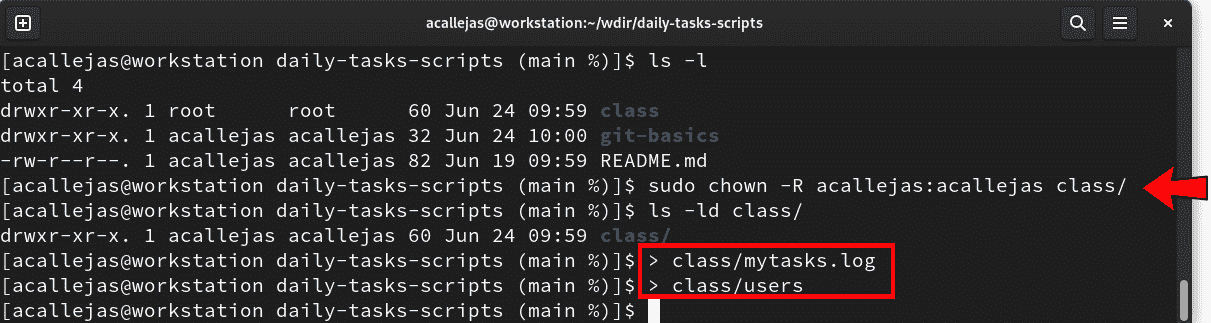 acallejas@workstation:~/wdir/daily-tasks-scripts
[acallejas@workstation daily-tasks-scripts (main %)]$ ls -l
total 4
drwxr-xr-x. 1 root      root      60 Jun 24 09:59 class
drwxr-xr-x. 1 acallejas acallejas 32 Jun 24 10:00 git-basics
-rw-r--r--. 1 acallejas acallejas 82 Jun 19 09:59 README.md
[acallejas@workstation daily-tasks-scripts (main %)]$ sudo chown -R acallejas:acallejas class/
[acallejas@workstation daily-tasks-scripts (main %)]$ ls -ld class/
drwxr-xr-x. 1 acallejas acallejas 60 Jun 24 09:59 class/
[acallejas@workstation daily-tasks-scripts (main %)]$ > class/mytasks.log
[acallejas@workstation daily-tasks-scripts (main %)]$ > class/users
[acallejas@workstation daily-tasks-scripts (main %)]$